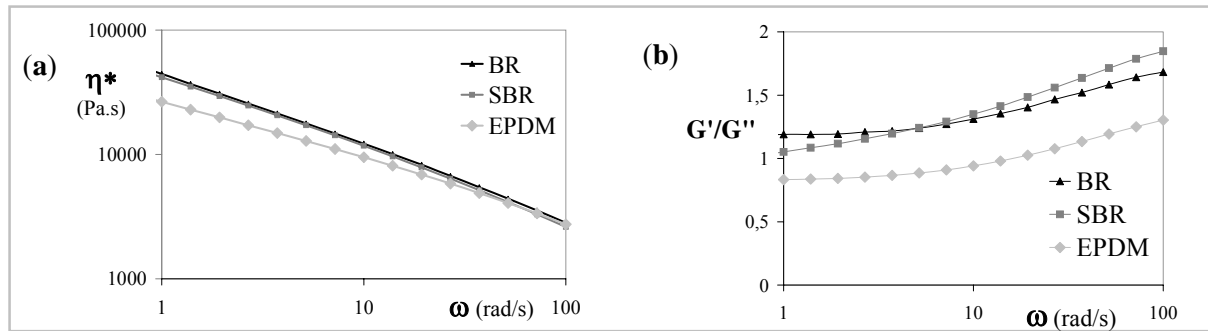 (a)
η*
(Pa.s)
100000
10000
1000
1
10
100
ω (rad/s)
BR
SBR
EPDM
(b)
G'/G''
2
1,5
1
0,5
0
1
10
100
ω (rad/s)
BR
SBR
EPDM